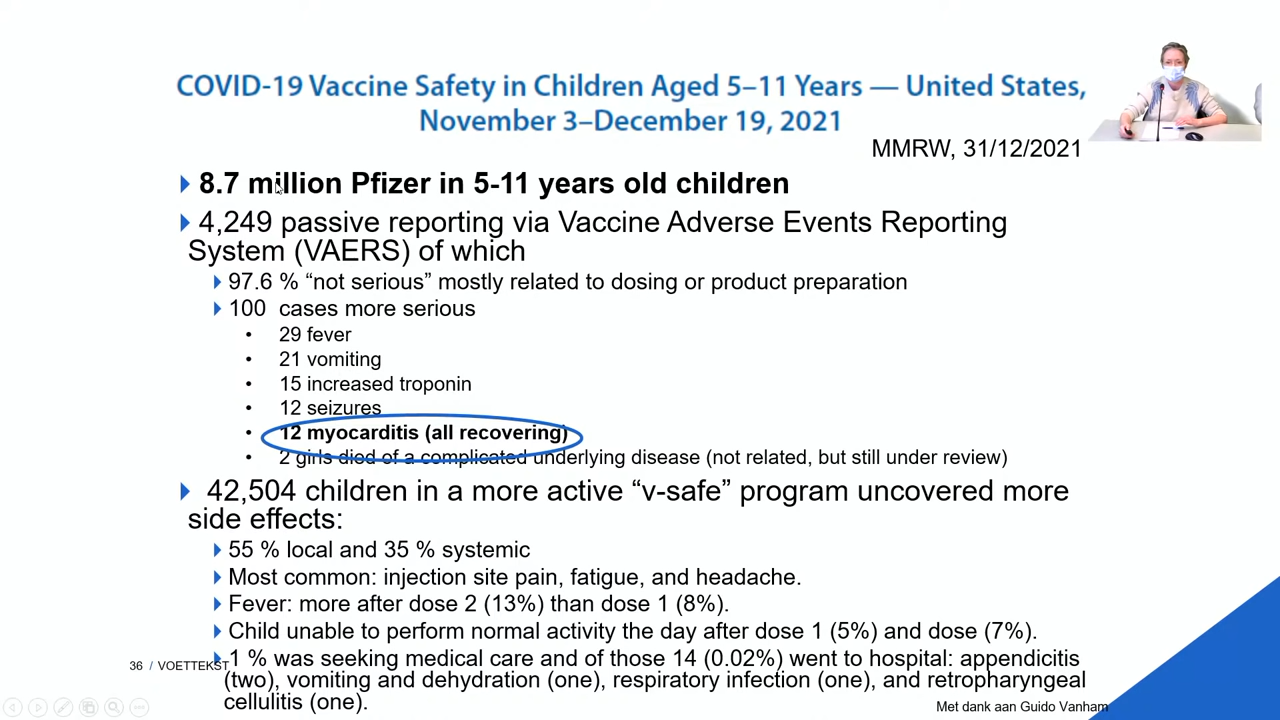 COVID-19 Vaccine Safety in Children Aged 5–11 Years — United States,
November 3–December 19, 2021
MMRW, 31/12/2021
8.7 million Pfizer in 5-11 years old children
4,249 passive reporting via Vaccine Adverse Events Reporting
System (VAERS) of which
97.6 % “not serious” mostly related to dosing or product preparation
100 cases more serious
• 29 fever
• 21 vomiting
• 15 increased troponin
• 12 seizures
• 12 myocarditis (all recovering)
• 2 girls died of a complicated underlying disease (not related, but still under review)
42,504 children in a more active “v-safe” program uncovered more
side effects:
55 % local and 35 % systemic
Most common: injection site pain, fatigue, and headache.
Fever: more after dose 2 (13%) than dose 1 (8%).
Child unable to perform normal activity the day after dose 1 (5%) and dose (7%).
1 % was seeking medical care and of those 14 (0.02%) went to hospital: appendicitis
(two), vomiting and dehydration (one), respiratory infection (one), and retropharyngeal
cellulitis (one).
36 / VOETTEKST
Met dank aan Guido Vanham